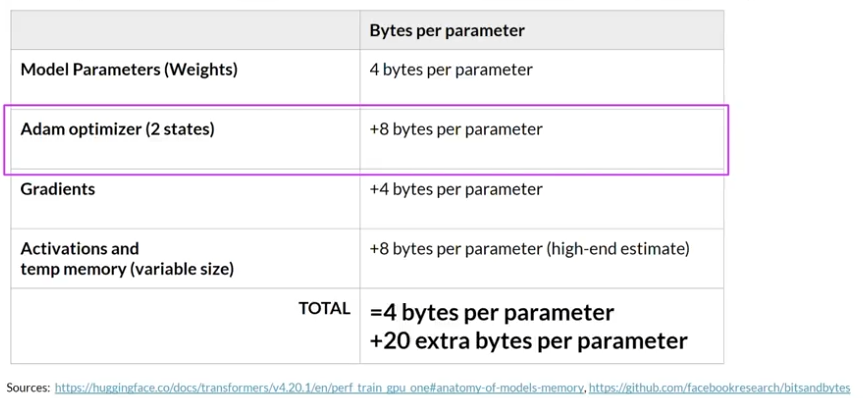 Bytes per parameter
Model Parameters (Weights) 4 bytes per parameter
Adam optimizer (2 states) +8 bytes per parameter
Gradients +4 bytes per parameter
Activations and
temp memory (variable size) +8 bytes per parameter (high-end estimate)
TOTAL =4 bytes per parameter
+20 extra bytes per parameter
Sources: https://huggingface.co/docs/transformers/v4.20.1/en/perf_train_gpu_one#anatomy-of-models-memory, https://github.com/facebookresearch/bitsandbytes